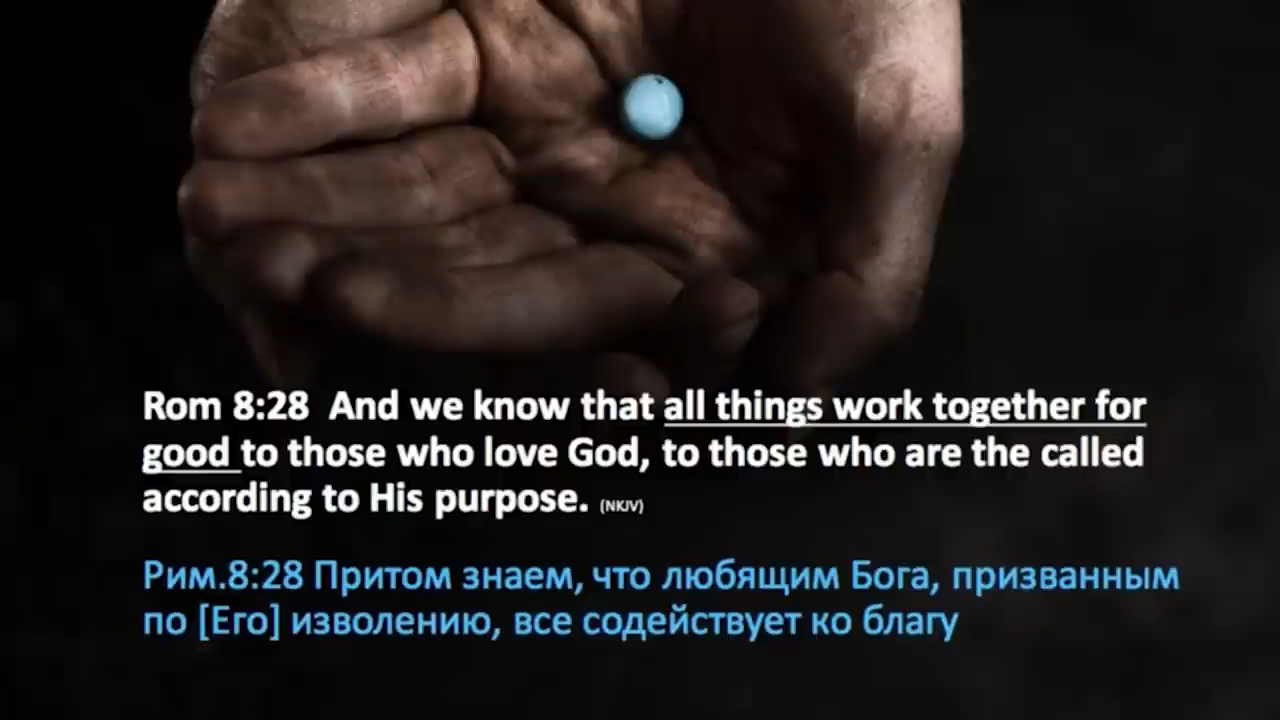 Rom 8:28  And we know that all things work together for
good to those who love God, to those who are the called
according to His purpose. (NKJV)
Рим.8:28 Притом знаем, что любящим Бога, призванным
по [Его] изволению, все содействует ко благу